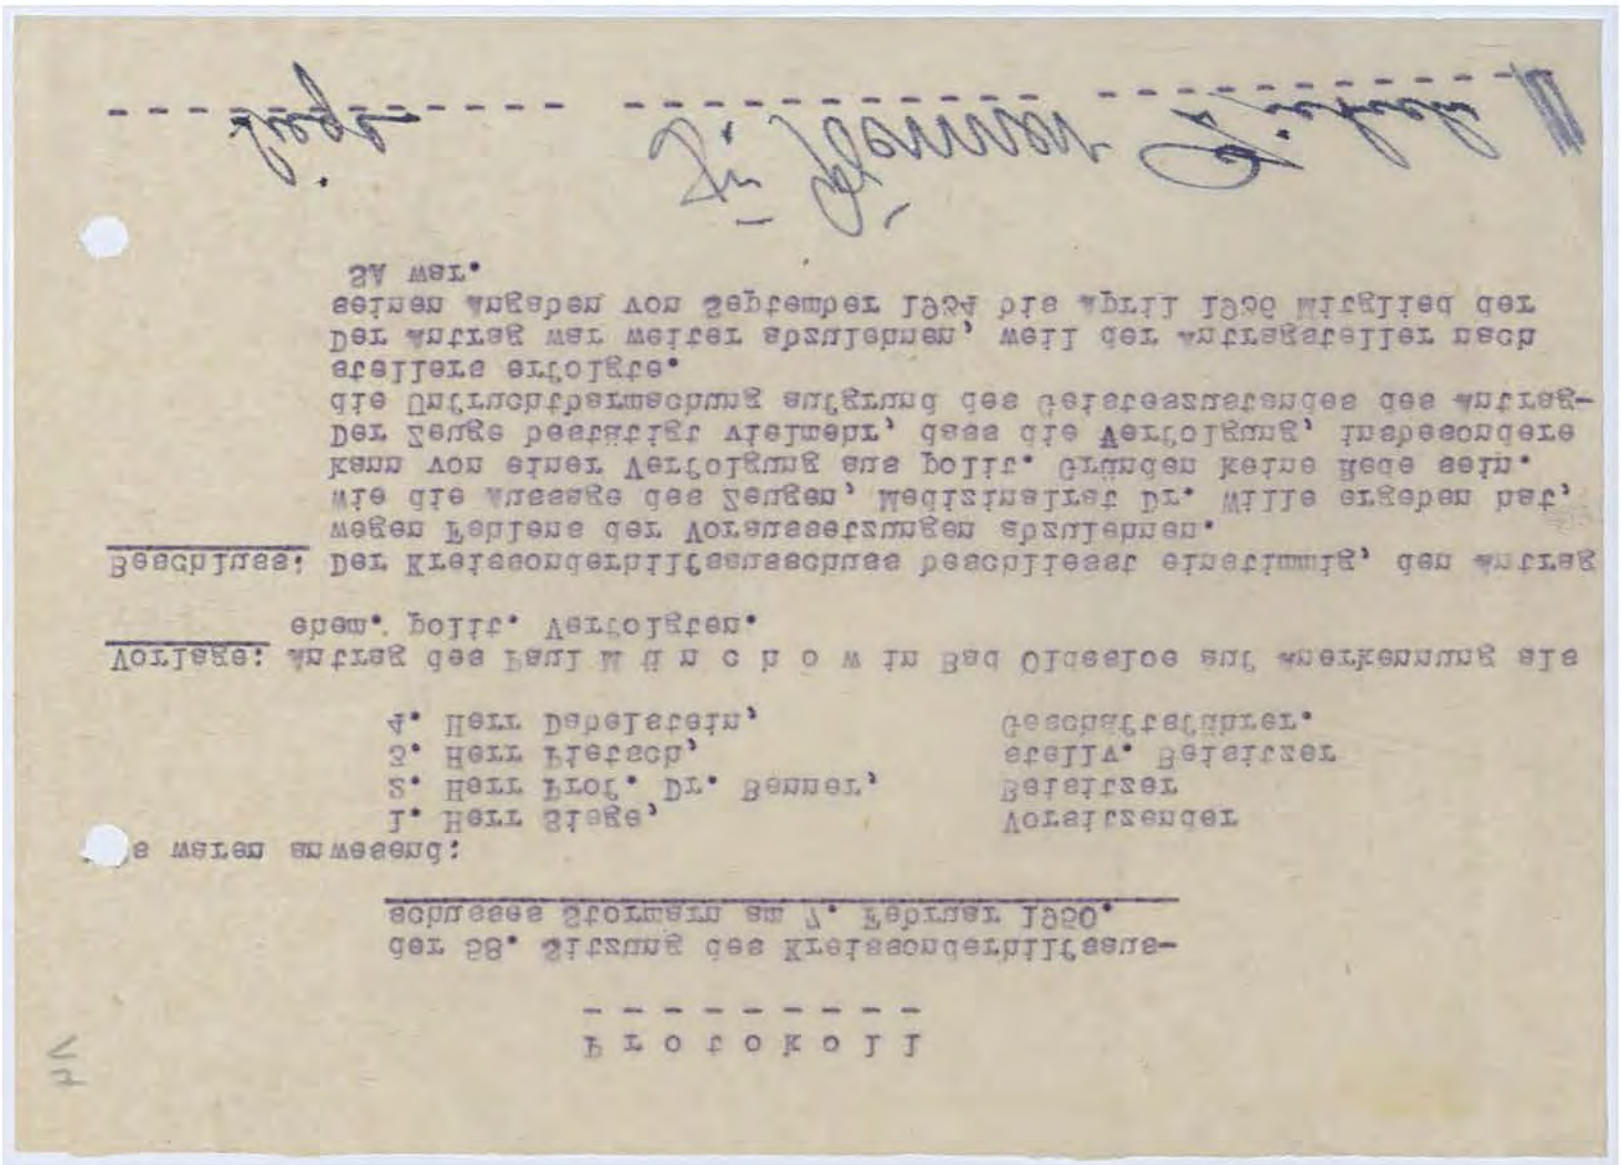 P r o t o k o l l
- - - - - - - - -
der 58. Sitzung des Kreissonderhilfsaus-
schusses Stormarn am 7. Februar 1950.
s waren anwesend:
1. Herr Siege, Vorsitzender
2. Herr Prof. Dr. Benner, Beisitzer
3. Herr Pietsch, stellv. Beisitzer
4. Herr Dabelstein, Geschäftsführer.
Vorlage: Antrag des Paul M ü n c h o w in Bad Oldesloe auf Anerkennung als
ehem. polit. Verfolgten.
Beschluss: Der Kreissonderhilfsausschuss beschliesst einstimmig, den Antrag
wegen Fehlens der Voraussetzungen abzulehnen.
Wie die Aussage des Zeugen, Medizinalrat Dr. Wille ergeben hat,
kann von einer Verfolgung aus polit. Gründen keine Rede sein.
Der Zeuge bestätigt vielmehr, dass die Verfolgung, insbesondere
die Unfruchtbarmachung aufgrund des Geisteszustandes des Antrag-
stellers erfolgte.
Der Antrag war weiter abzulehnen, weil der Antragsteller nach
seinen Angaben von September 1934 bis April 1936 Mitglied der
SA war.